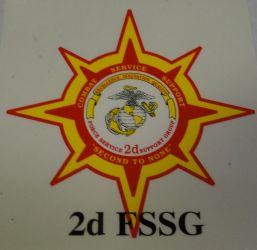 COMBAT SERVICE SUPPORT
FORCE SERVICE 2d SUPPORT GROUP
"SECOND TO NONE"
2d FSSG